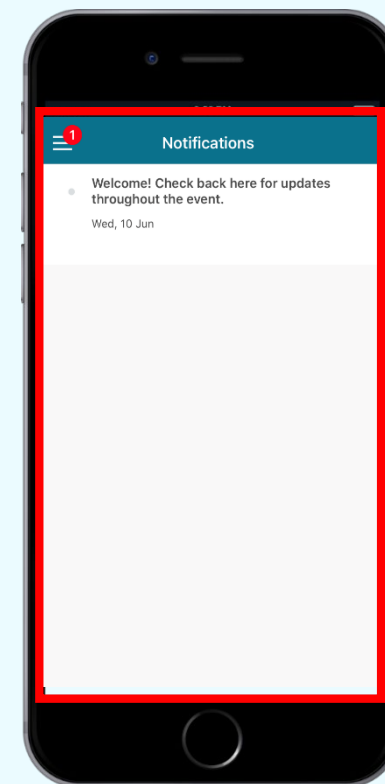 1
Notifications
Welcome! Check back here for updates
throughout the event.
Wed, 10 Jun